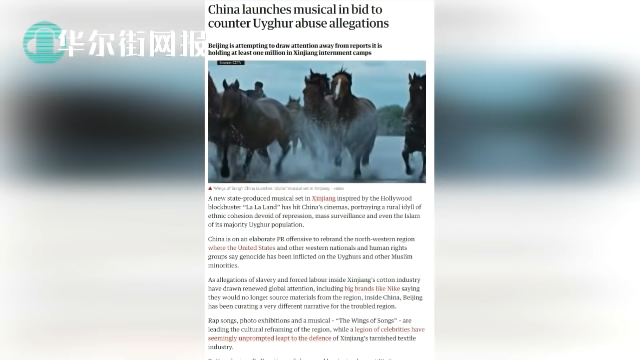 China launches musical in bid to
counter Uyghur abuse allegations
华尔街网报
Beijing is attempting to draw attention away from reports it is
holding at least one million in Xinjiang internment camps
A new state-produced musical set in Xinjiang inspired by the Hollywood
blockbuster “La La Land” has hit China’s cinemas, portraying a rural idyll of
ethnic cohesion devoid of repression, mass surveillance and even the Islam
of its majority Uyghur population.
China is on an elaborate PR offensive to rebrand the north-western region
where the United States and other western nationals and human rights
groups say genocide has been inflicted on the Uyghurs and other Muslim
minorities.
As allegations of slavery and forced labour inside Xinjiang’s cotton industry
have drawn renewed global attention, including big brands like Nike saying
they would no longer source materials from the region, inside China, Beijing
has been curating a very different narrative for the troubled region.
Rap songs, photo exhibitions and a musical – “The Wings of Songs” – are
leading the cultural reframing of the region, while a legion of celebrities have
seemingly unprompted leapt to the defence of Xinjiang’s tarnished textile
industry.